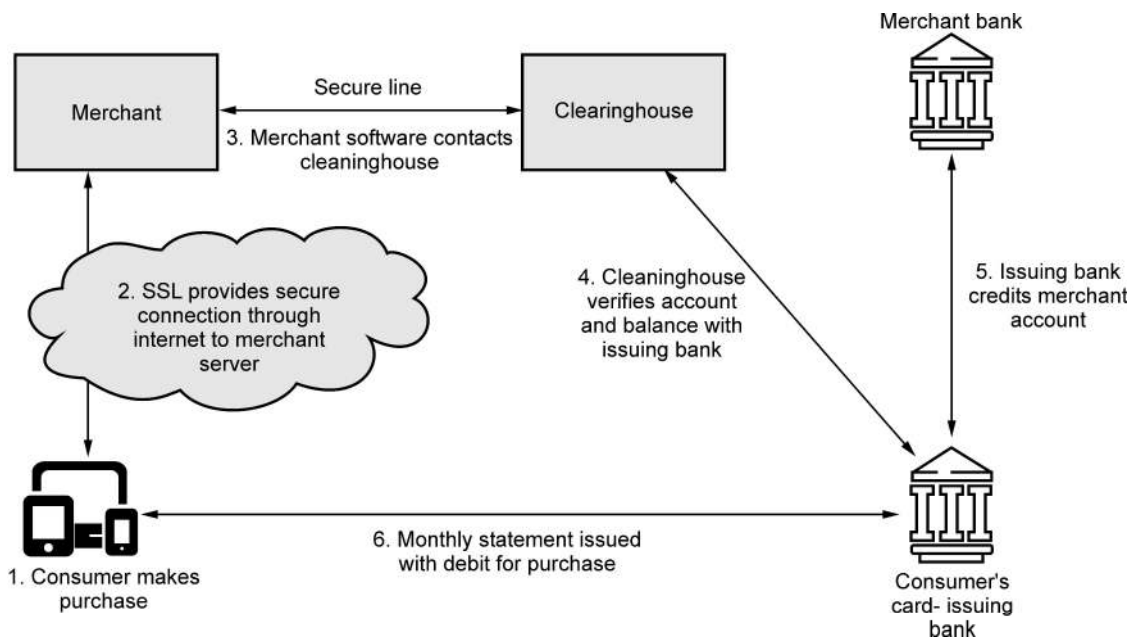 Merchant bank
Merchant
Secure line
Clearinghouse
3. Merchant software contacts
cleaninghouse
2. SSL provides secure
connection through
internet to merchant
server
4. Cleaninghouse
verifies account
and balance with
issuing bank
5. Issuing bank
credits merchant
account
6. Monthly statement issued
with debit for purchase
1. Consumer makes
purchase
Consumer's
card- issuing
bank